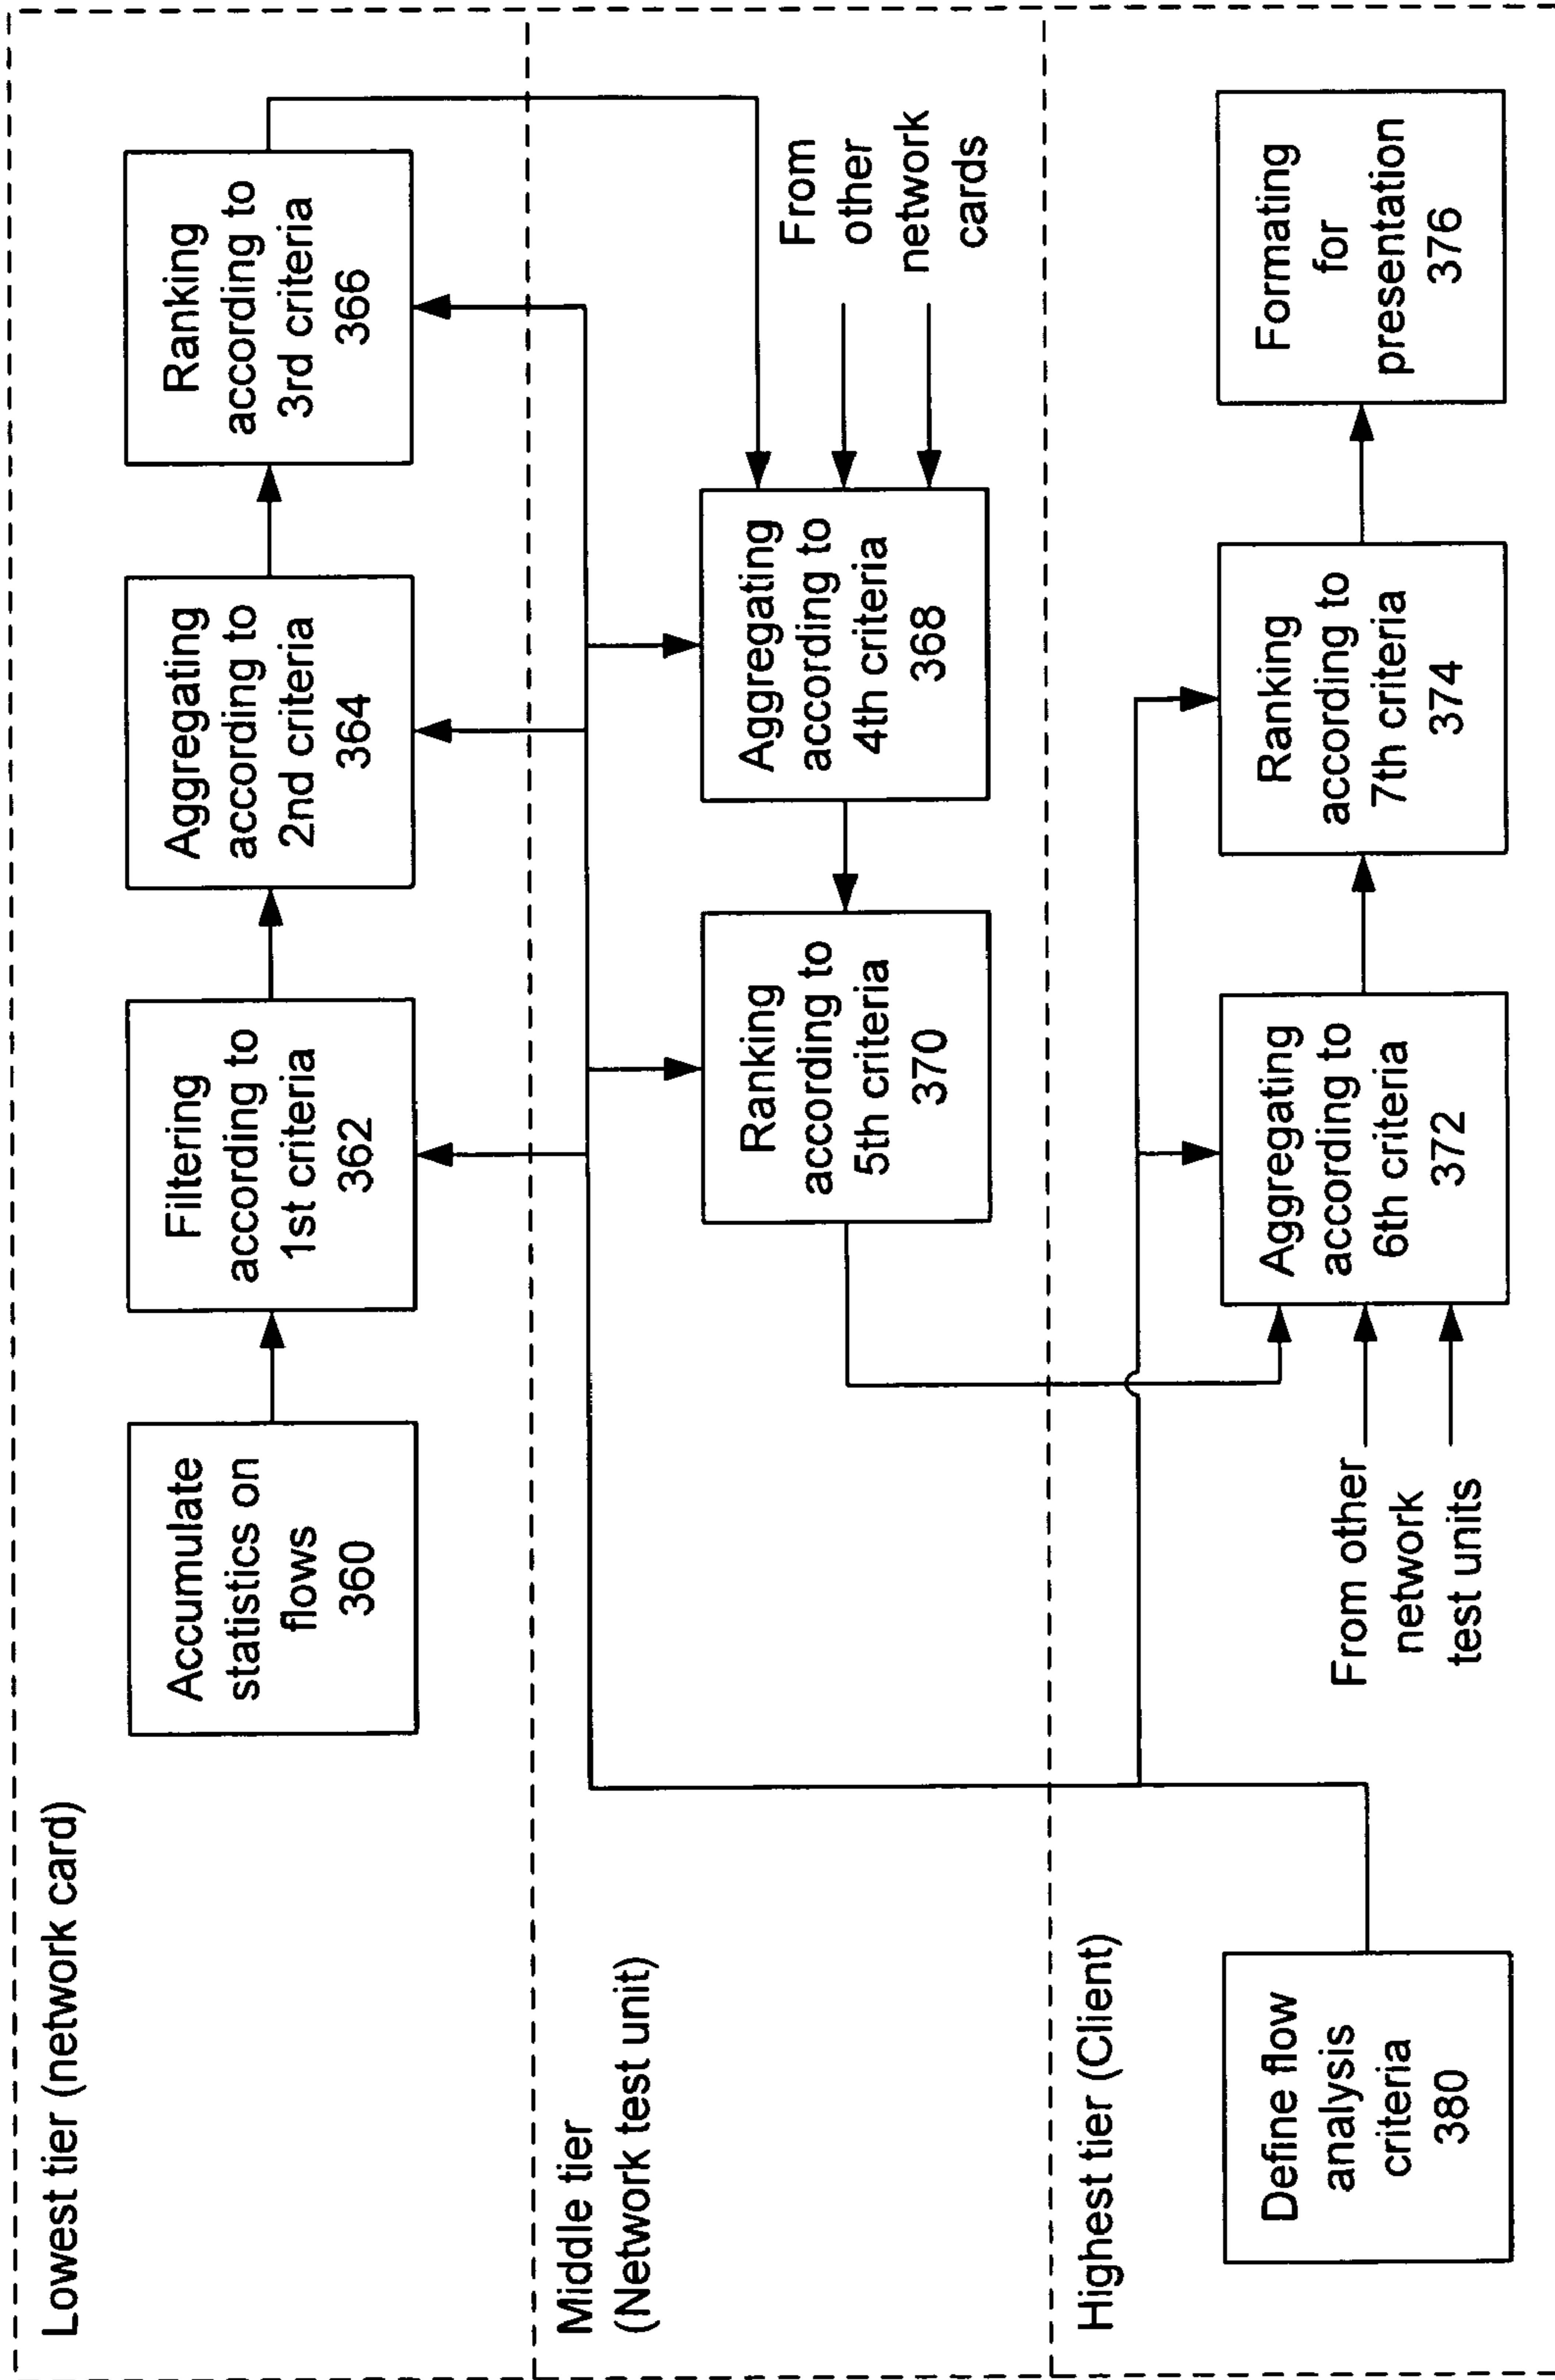 Lowest tier (network card)
Accumulate
statistics on
flows
360
Filtering
according to
1st criteria
362
Aggregating
according to
2nd criteria
364
Ranking
according to
3rd criteria
366
Middle tier
(Network test unit)
Ranking
according to
5th criteria
370
Aggregating
according to
4th criteria
368
From
other
network
cards
Highest tier (Client)
Define flow
analysis
criteria
380
From other
network
test units
Aggregating
according to
6th criteria
372
Ranking
according to
7th criteria
374
Formating
for
presentation
376